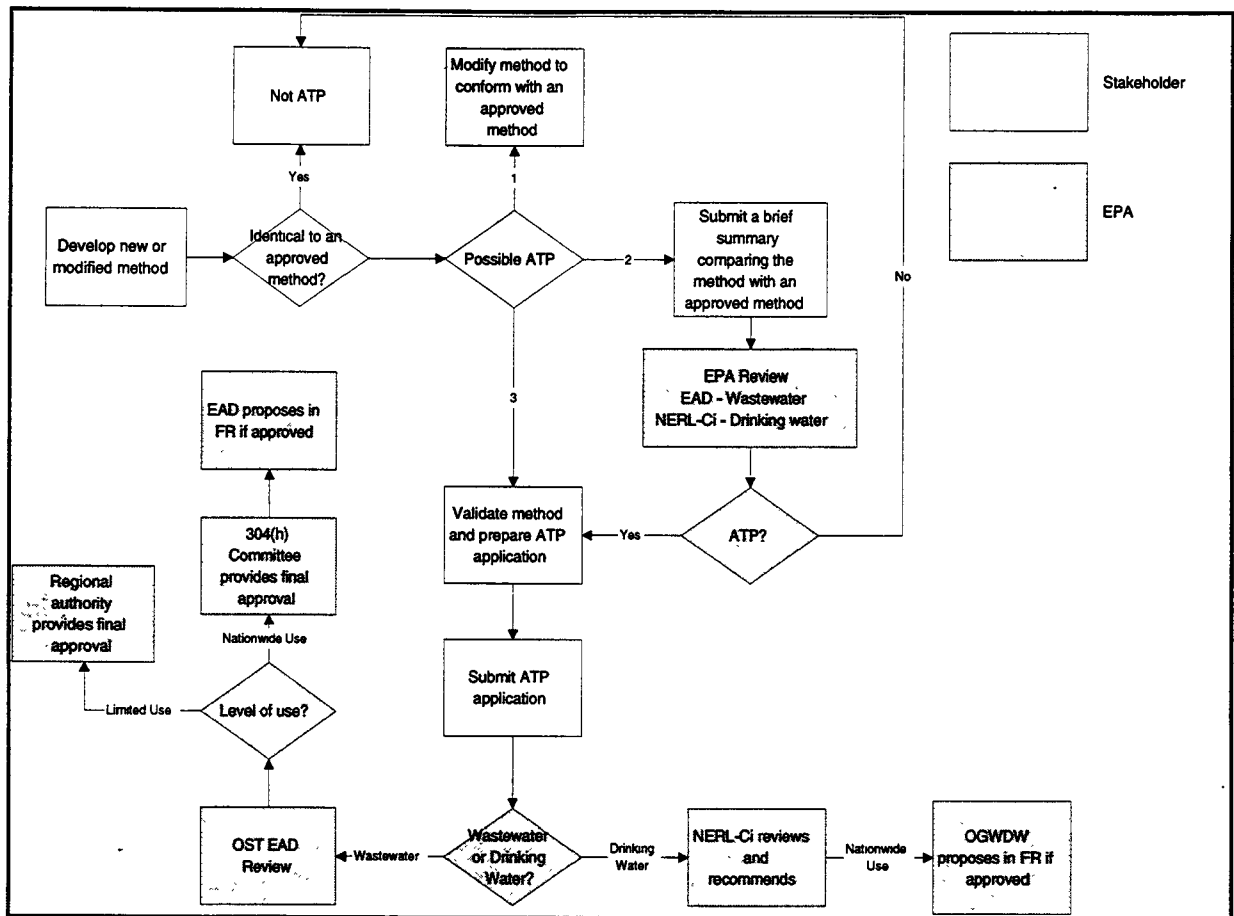 Not ATP
Modify method to
conform with an
approved
method
Stakeholder
EPA
Yes
1
Develop new or
modified method
Identical to an
approved
method?
Possible ATP
2
Submit a brief
summary
comparing the
method with an
approved method
No
3
EPA Review
EAD - Wastewater
NERL-Ci - Drinking water
EAD proposes in
FR if approved
Validate method
and prepare ATP
application
Yes
ATP?
304(h)
Committee
provides final
approval
Regional
authority
provides final
approval
Nationwide Use
Submit ATP
application
Limited Use
Level of use?
OST EAD
Review
Wastewater
Wastewater
or Drinking
Water?
Drinking
Water
NERL-Ci reviews
and
recommends
Nationwide
Use
OGWDW
proposes in FR if
approved